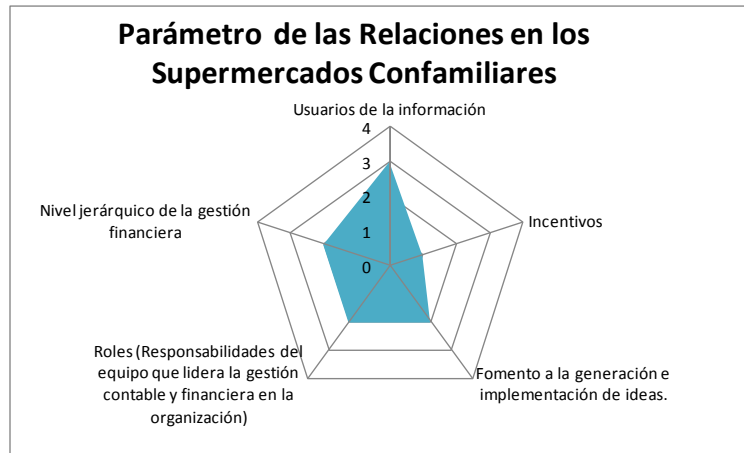 Parámetro de las Relaciones en los
Supermercados Confamiliares
Usuarios de la información
4
3
2
1
0
Nivel jerárquico de la gestión
financiera
Incentivos
Roles (Responsabilidades del
equipo que lidera la gestión
contable y financiera en la
organización)
Fomento a la generación e
implementación de ideas.